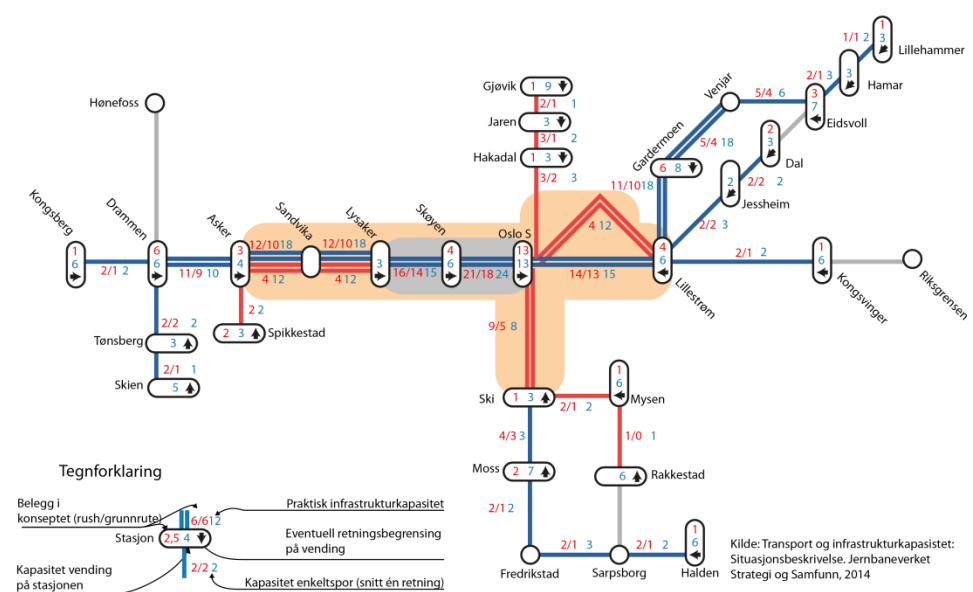 1
1/1 2
3
Lillehammer
2/1 3
3
Hamar
Venjar
5/4 6
3
7
Eidsvoll
Gjøvik
1 9
2/1 1
Jaren
3
3/1 2
Hakadal
1 3
3/2 3
Hønefoss
Gardermoen
6 8
5/4 18
11/1018
2
3
Dal
2/2 2
2
Jessheim
2/2 3
Kongsberg
1
6
2/1 2
Drammen
6
6
11/9 10
Asker
3
4
12/1018
4 12
Sandvika
12/1018
4 12
Lysaker
3
16/14 15
Skøyen
4
6
21/18 24
Oslo S
13
13
4 12
14/13 15
4
6
Lillestrøm
2/1 2
1
6
Kongsvinger
Riksgrensen
2 2
2 3
Spikkestad
2/2 2
Tønsberg
3
2/1 1
Skien
5
9/5 8
Ski
1 3
2/1 2
1
6
Mysen
4/3 3
1/0 1
Moss
2 7
6
Rakkestad
2/1 2
Fredrikstad
2/1 3
Sarpsborg
2/1 2
1
6
Halden
Tegnforklaring
Belegg i
konseptet (rush/grunnrute)
6/612
Praktisk infrastrukturkapasitet
Stasjon
2,5 4
Eventuell retningsbegrensing
på vending
Kapasitet vending
på stasjonen
2/2 2
Kapasitet enkeltspor (snitt én retning)
Kilde: Transport og infrastrukturkapasistet:
Situasjonsbeskrivelse. Jernbaneverket
Strategi og Samfunn, 2014